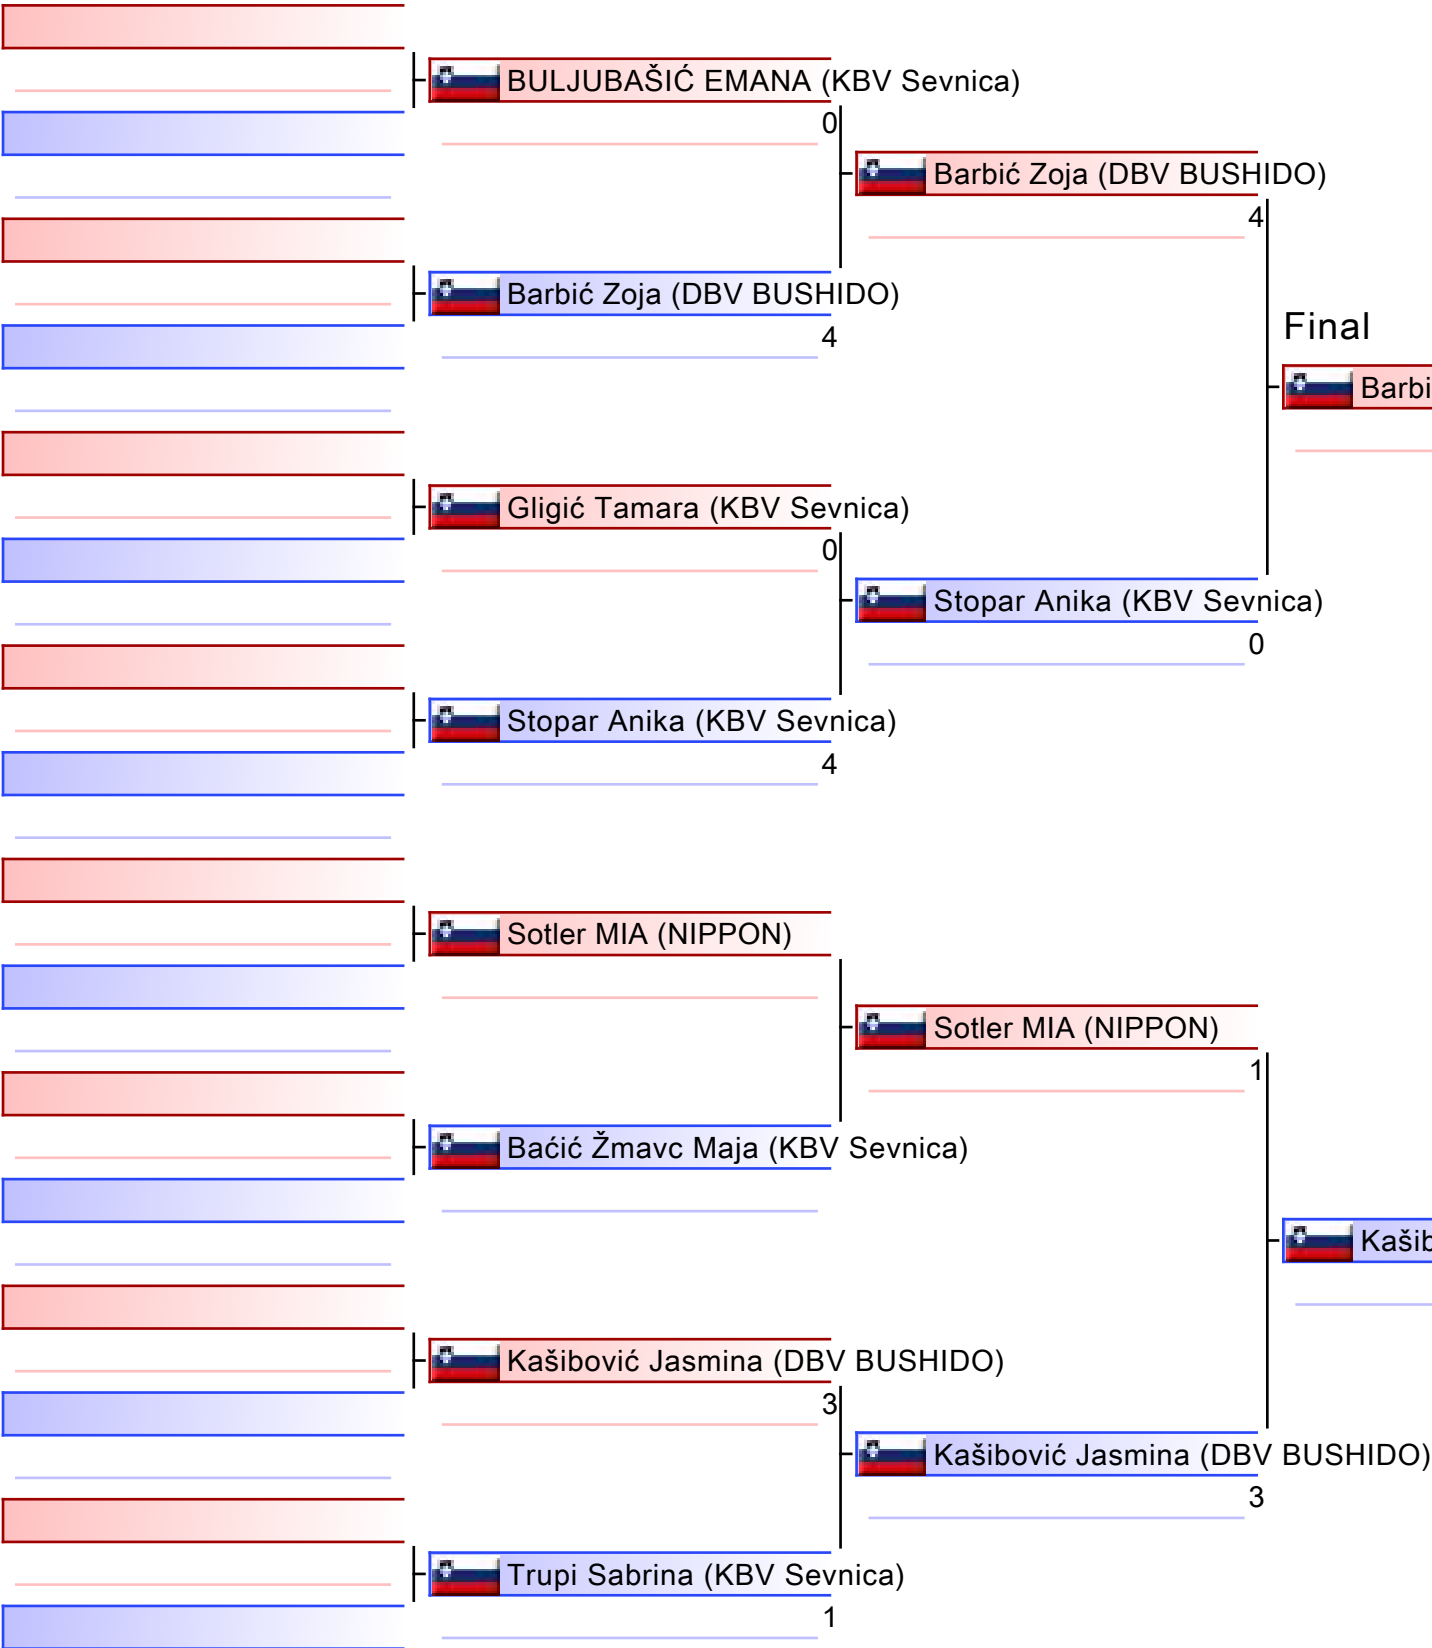 BULJUBAŠIĆ EMANA (KBV Sevnica)
0
Barbić Zoja (DBV BUSHIDO)
4
Barbić Zoja (DBV BUSHIDO)
4
Final
Barbi
Gligić Tamara (KBV Sevnica)
0
Stopar Anika (KBV Sevnica)
0
Stopar Anika (KBV Sevnica)
4
Sotler MIA (NIPPON)
Sotler MIA (NIPPON)
1
Baćić Žmavc Maja (KBV Sevnica)
Kašib
Kašibović Jasmina (DBV BUSHIDO)
3
Kašibović Jasmina (DBV BUSHIDO)
3
Trupi Sabrina (KBV Sevnica)
1